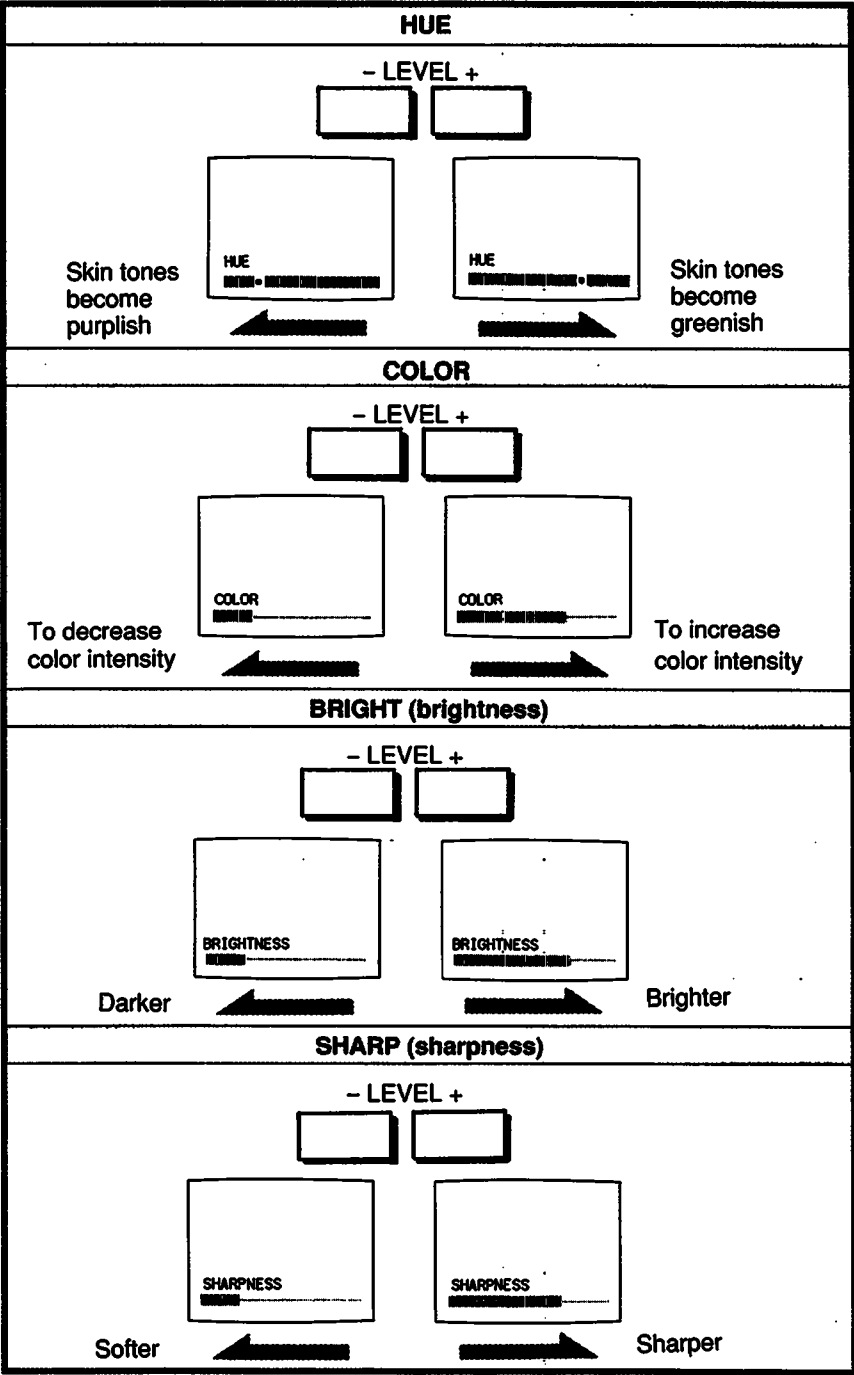 HUE
– LEVEL +
HUE
HUE
Skin tones
become
purplish
Skin tones
become
greenish
COLOR
– LEVEL +
COLOR
COLOR
To decrease
color intensity
To increase
color intensity
BRIGHT (brightness)
– LEVEL +
BRIGHTNESS
BRIGHTNESS
Darker
Brighter
SHARP (sharpness)
– LEVEL +
SHARPNESS
SHARPNESS
Softer
Sharper